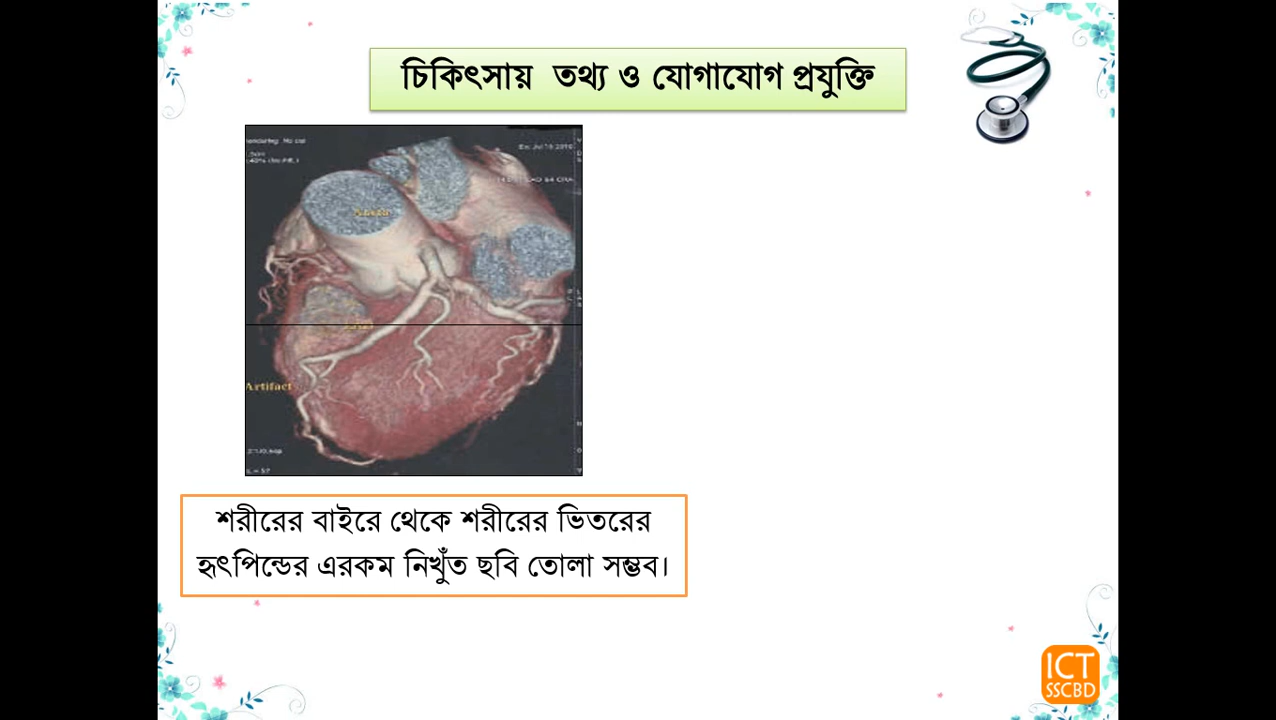 চিকিৎসায় তথ্য ও যোগাযোগ প্রযুক্তি
Artifact
শরীরের বাইরে থেকে শরীরের ভিতরের
হৃৎপিন্ডের এরকম নিখুঁত ছবি তোলা সম্ভব।
ICT
SSCBD